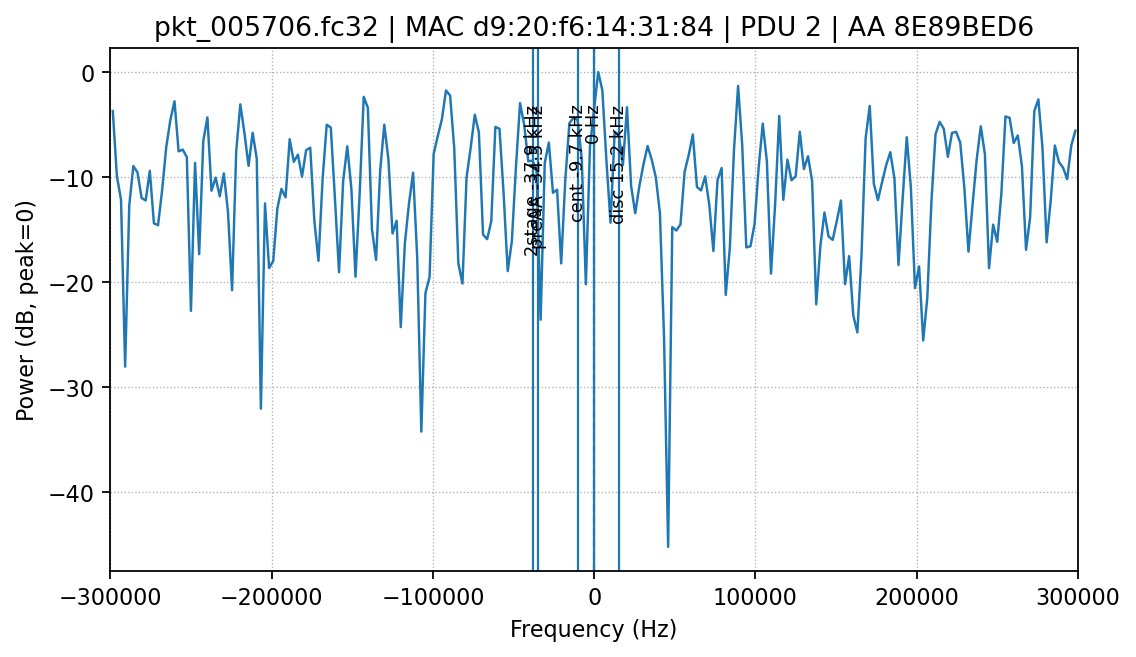 pkt_005706.fc32 | MAC d9:20:f6:14:31:84 | PDU 2 | AA 8E89BED6
Power (dB, peak=0)
0
−10
−20
−30
−40
cent -9.7 kHz
0 Hz
disc 15.2 kHz
−300000
−200000
−100000
0
100000
200000
300000
Frequency (Hz)